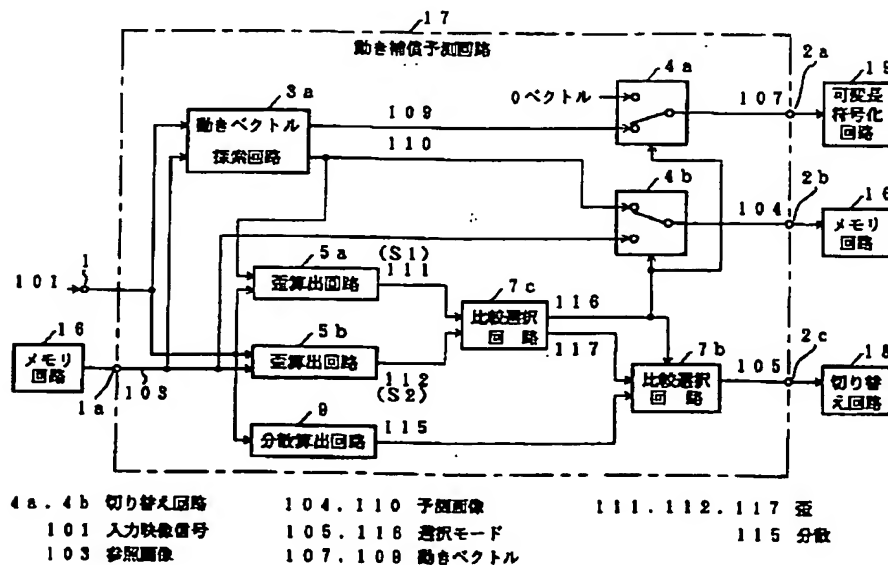 17
動き補償予測回路
3a
動きベクトル
探索回路
109
110
0ベクトル
4a
107
2a
19
可変長
符号化
回路
4b
104
2b
16
メモリ
回路
101
1
16
メモリ
回路
1a
103
5a
歪算出回路
(S1)
111
5b
歪算出回路
112
(S2)
9
分散算出回路
115
7c
比較選択
回路
116
117
7b
比較選択
回路
105
2c
18
切り替
え回路
4a.4b 切り替え回路
101 入力映像信号
103 参照画像
104.110 予測画像
105.116 選択モード
107.109 動きベクトル
111.112.117 歪
115 分散